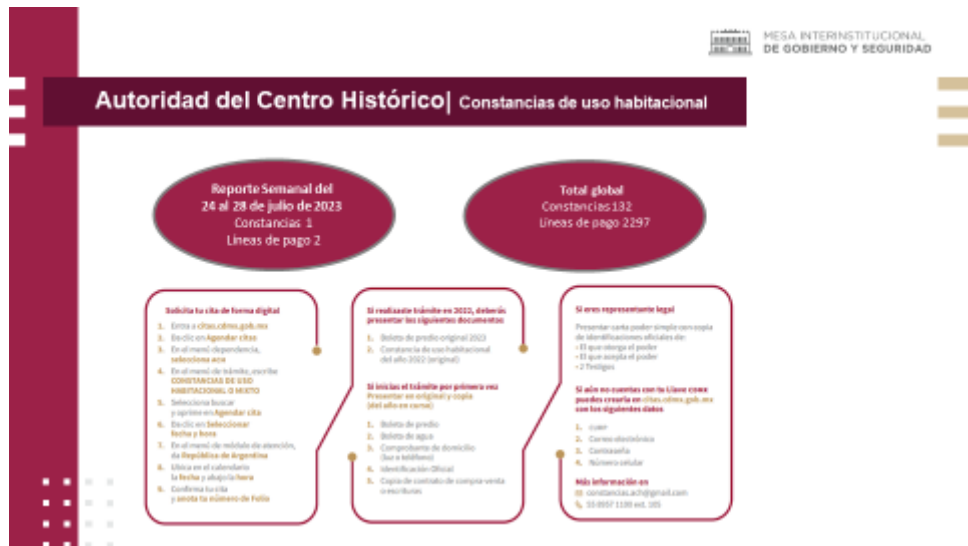 MESA INTERINSTITUCIONAL
DE GOBIERNO Y SEGURIDAD
Autoridad del Centro Histórico| Constancias de uso habitacional
Reporte Semanal del
24 al 28 de julio de 2023
Constancias 1
Líneas de pago 2
Total global
Constancias 132
Líneas de pago 2297
Solicita tu cita de forma digital
1. Entra a citas.cdmx.gob.mx
2. Da clic en Agendar citas
3. En el menú dependencia,
selecciona ACH
4. En el menú de trámite, escribe
CONSTANCIAS DE USO
HABITACIONAL O MIXTO
5. Selecciona buscar
y oprime en Agendar cita
6. Da clic en Seleccionar
fecha y hora
7. En el menú de módulo de atención,
da República de Argentina
8. Ubica en el calendario
la fecha y abajo la hora
9. Confirma tu cita
y anota tu número de Folio
Si realizaste trámite en 2022, deberás
presentar los siguientes documentos
1. Boleta de predio original 2023
2. Constancia de uso habitacional
del año 2022 (original)
Si inicias el trámite por primera vez
Presentar en original y copia
(del año en curso)
1. Boleta de predio
2. Boleta de agua
3. Comprobante de domicilio
(luz o teléfono)
4. Identificación Oficial
5. Copia de contrato de compra-venta
o escrituras
Si eres representante legal
Presentar carta poder simple con copia
de identificaciones oficiales de:
• El que otorga el poder
• El que acepta el poder
• 2 Testigos
Si aún no cuentas con tu Llave CDMX
puedes crearla en citas.cdmx.gob.mx
con los siguientes datos
1. CURP
2. Correo electrónico
3. Contraseña
4. Número celular
Más información en
constancias.ach@gmail.com
55 8957 1100 ext. 105